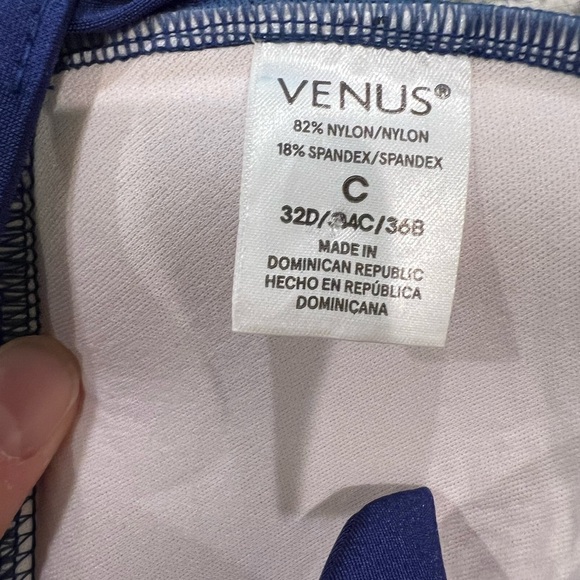 VENUS®
82% NYLON/NYLON
18% SPANDEX/SPANDEX
C
32D/34C/36B
MADE IN
DOMINICAN REPUBLIC
HECHO EN REPÚBLICA
DOMINICANA